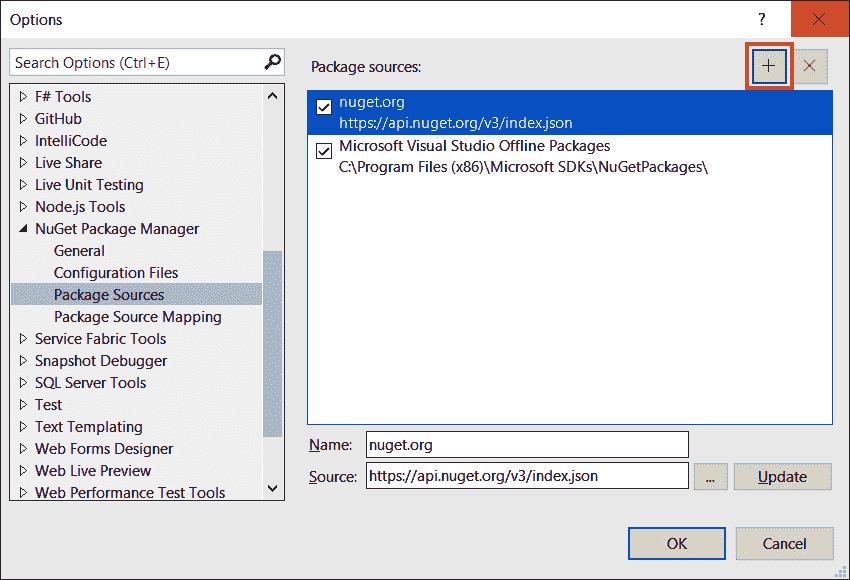 Options
?
Search Options (Ctrl+E)
F# Tools
GitHub
IntelliCode
Live Share
Live Unit Testing
Node.js Tools
NuGet Package Manager
General
Configuration Files
Package Sources
Package Source Mapping
Service Fabric Tools
Snapshot Debugger
SQL Server Tools
Test
Text Templating
Web Forms Designer
Web Live Preview
Web Performance Test Tools
Package sources:
nuget.org
https://api.nuget.org/v3/index.json
Microsoft Visual Studio Offline Packages
C:\Program Files (x86)\Microsoft SDKs\NuGetPackages\
Name: nuget.org
Source: https://api.nuget.org/v3/index.json ... Update
OK Cancel